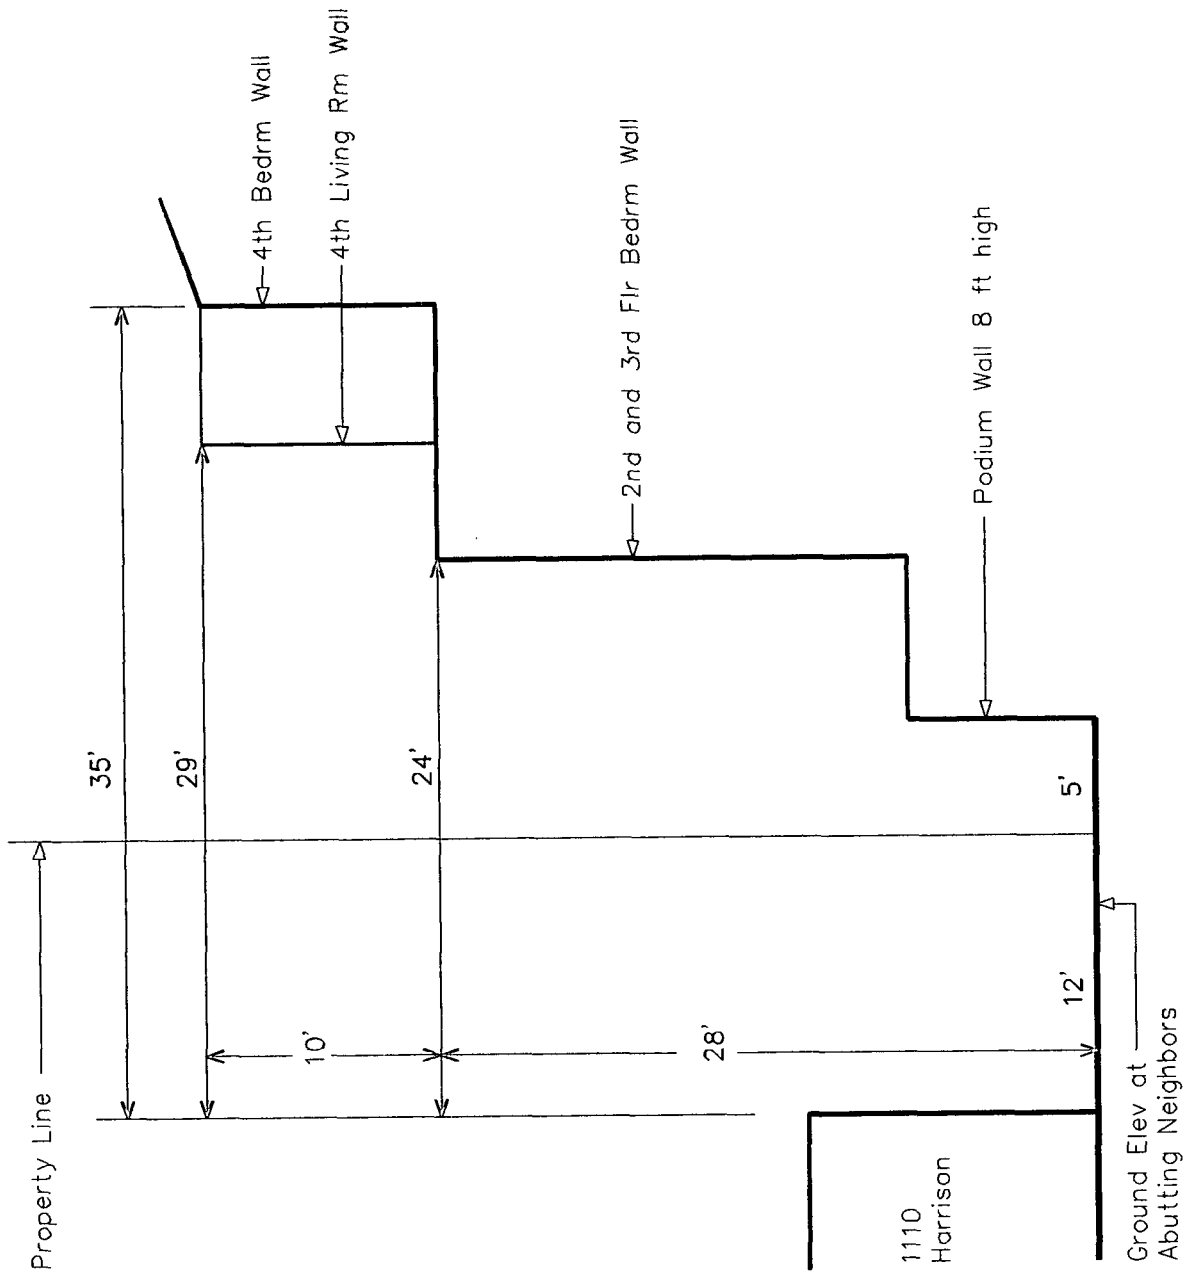 Property Line
35'
29'
24'
10'
28'
12'
5'
4th Bedrm Wall
4th Living Rm Wall
2nd and 3rd Flr Bedrm Wall
Podium Wall 8 ft high
1110
Harrison
Ground Elev at
Abutting Neighbors